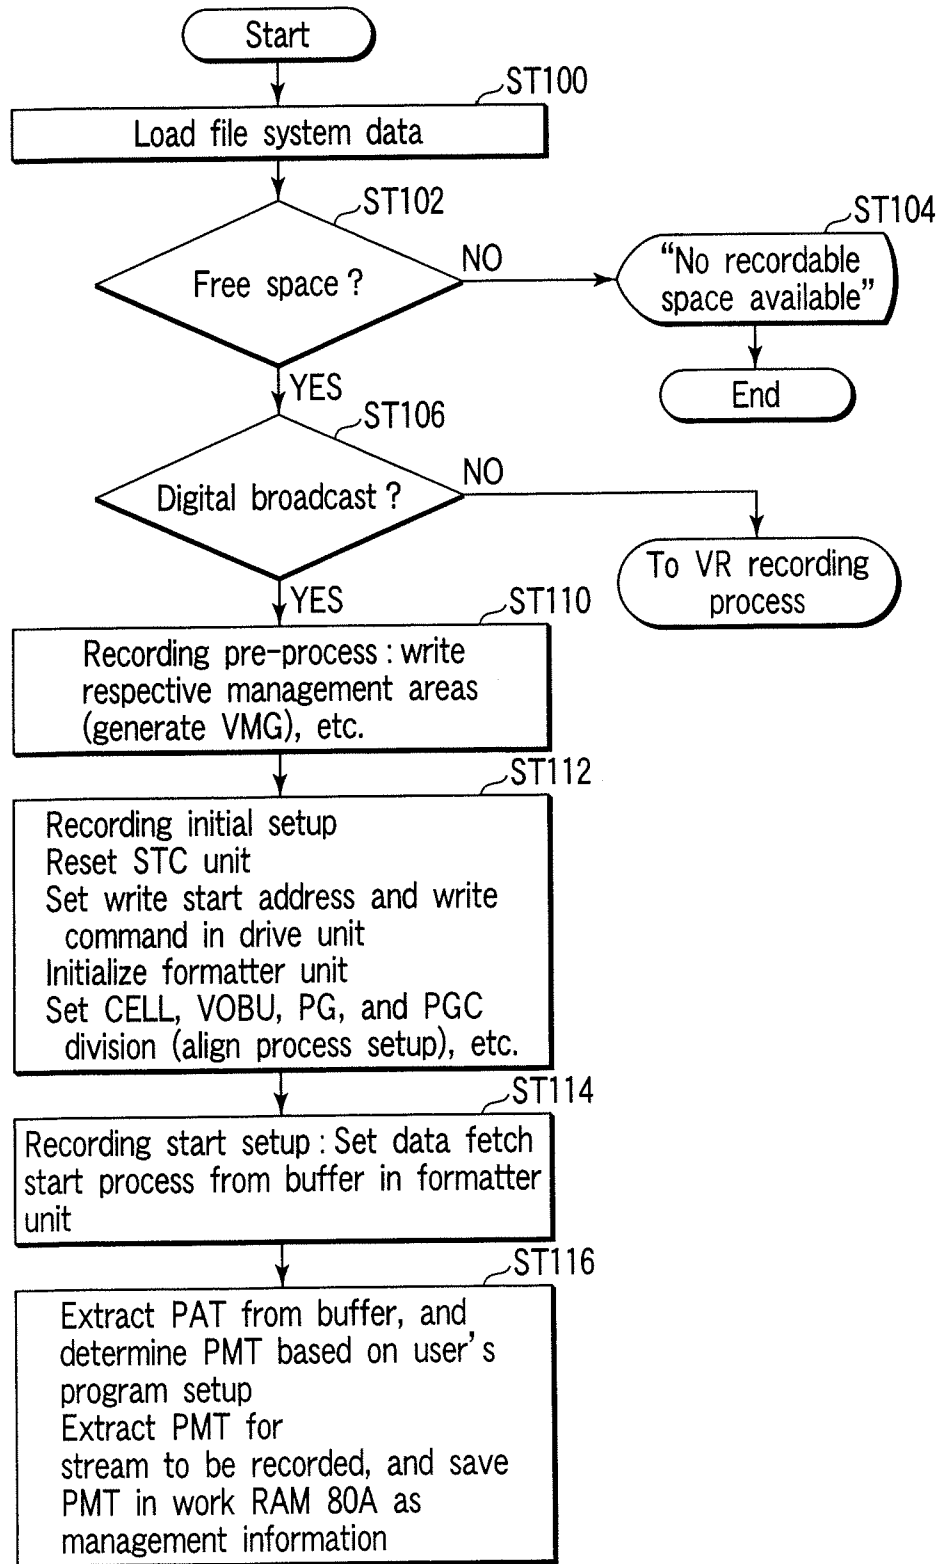 Start
ST100
Load file system data
ST102
Free space ?
NO
ST104
“No recordable
space available”
End
YES
ST106
Digital broadcast ?
NO
To VR recording
process
YES
ST110
Recording pre-process : write
respective management areas
(generate VMG), etc.
ST112
Recording initial setup
Reset STC unit
Set write start address and write
command in drive unit
Initialize formatter unit
Set CELL, VOBU, PG, and PGC
division (align process setup), etc.
ST114
Recording start setup : Set data fetch
start process from buffer in formatter
unit
ST116
Extract PAT from buffer, and
determine PMT based on user's
program setup
Extract PMT for
stream to be recorded, and save
PMT in work RAM 80A as
management information